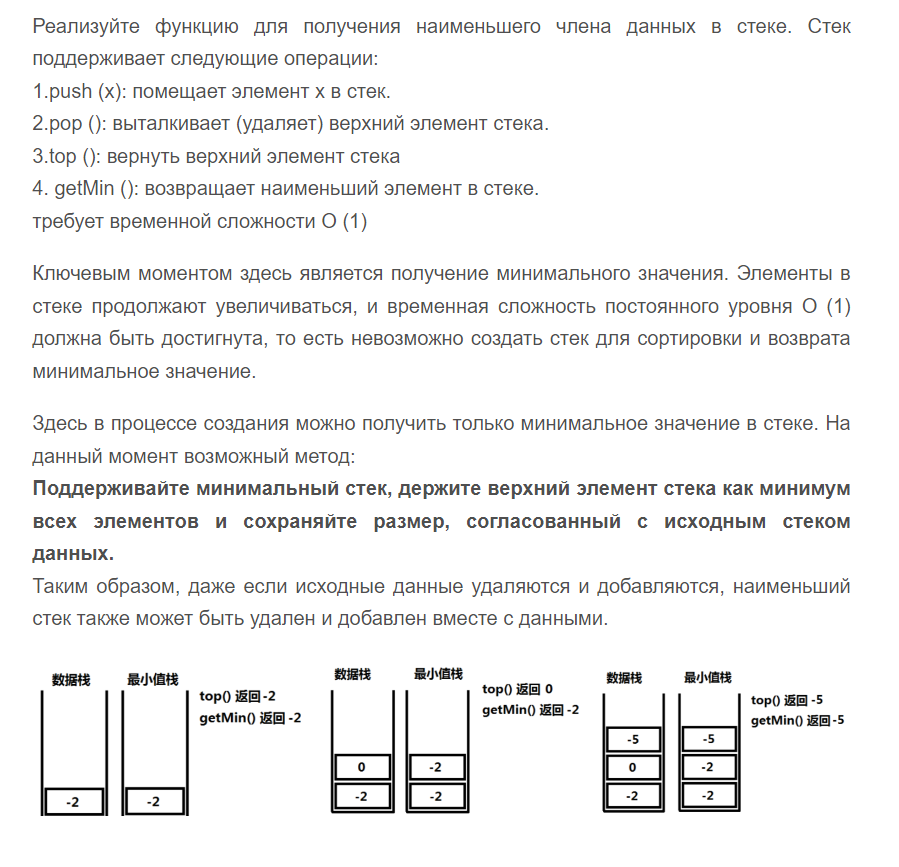 Реализуйте функцию для получения наименьшего члена данных в стеке. Стек
поддерживает следующие операции:
1.push (x): помещает элемент x в стек.
2.pop (): выталкивает (удаляет) верхний элемент стека.
3.top (): вернуть верхний элемент стека
4. getMin (): возвращает наименьший элемент в стеке.
требует временной сложности O (1)
Ключевым моментом здесь является получение минимального значения. Элементы в
стеке продолжают увеличиваться, и временная сложность постоянного уровня O (1)
должна быть достигнута, то есть невозможно создать стек для сортировки и возврата
минимальное значение.
Здесь в процессе создания можно получить только минимальное значение в стеке. На
данный момент возможный метод:
Поддерживайте минимальный стек, держите верхний элемент стека как минимум
всех элементов и сохраняйте размер, согласованный с исходным стеком
данных.
Таким образом, даже если исходные данные удаляются и добавляются, наименьший
стек также может быть удален и добавлен вместе с данными.
数据栈 最小值栈
top() 返回 -2
getMin() 返回 -2
-2 -2
数据栈 最小值栈
top() 返回 0
getMin() 返回 -2
0 -2
-2 -2
数据栈 最小值栈
top() 返回 -5
getMin() 返回 -5
-5 -5
0 -2
-2 -2